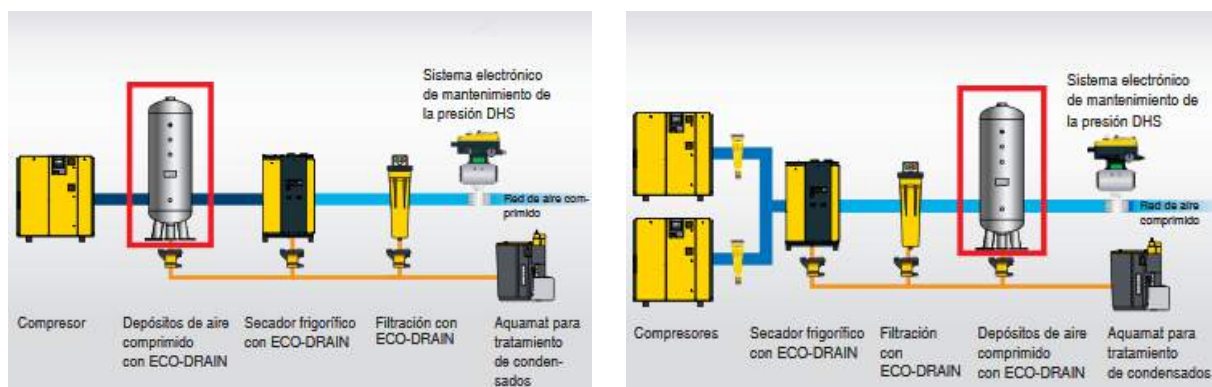 Sistema electrónico
de mantenimiento de
la presión DHS
Red de aire com-
primido
Compresor
Depósitos de aire
comprimido
con ECO-DRAIN
Secador frigorífico
con ECO-DRAIN
Filtración con
ECO-DRAIN
Aquamat para
tratamiento
de conden-
sados
Sistema electrónico
de mantenimiento de
la presión DHS
Red de aire
comprimido
Compresores
Secador frigorífico
con ECO-DRAIN
Filtración
con
ECO-DRAIN
Depósitos de aire
comprimido
con ECO-DRAIN
Aquamat para
tratamiento
de condensados